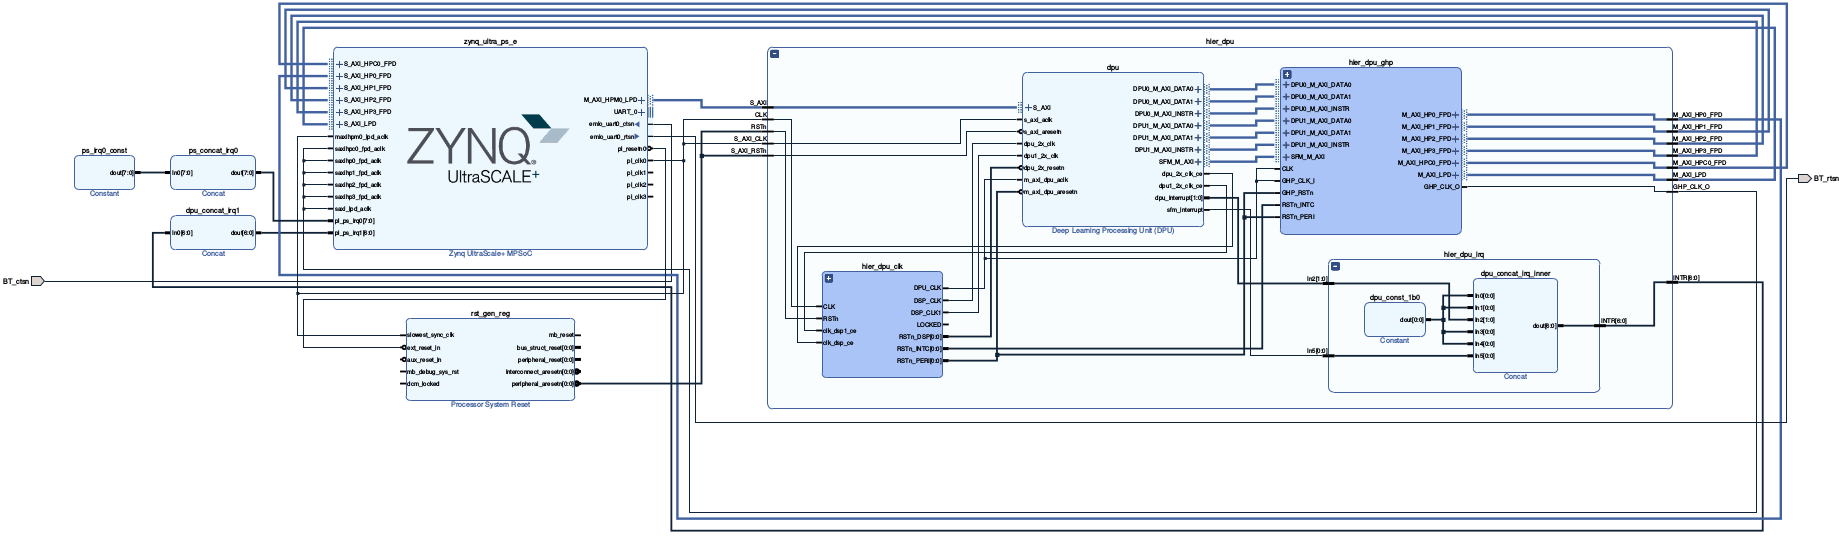 zynq_ultra_ps_e
S_AXI_HPC0_FPD
S_AXI_HP0_FPD
S_AXI_HP1_FPD
S_AXI_HP2_FPD
S_AXI_HP3_FPD
S_AXI_LPD
maxihpm0_lpd_aclk
saxihpc0_fpd_aclk
saxihp0_fpd_aclk
saxihp1_fpd_aclk
saxihp2_fpd_aclk
saxihp3_fpd_aclk
saxi_lpd_aclk
pl_ps_irq0[7:0]
pl_ps_irq1[6:0]
ZYNQ
UltraSCALE+
M_AXI_HPM0_LPD
UART_0
emio_uart0_ctsn
emio_uart0_rtsn
pl_resetn0
pl_clk0
pl_clk1
pl_clk2
pl_clk3
Zynq UltraScale+ MPSoC
ps_irq0_const
dout[7:0]
Constant
ps_concat_irq0
In0[7:0]
dout[7:0]
Concat
dpu_concat_irq1
In0[6:0]
dout[6:0]
Concat
BT_ctsn
rst_gen_reg
slowest_sync_clk
ext_reset_in
aux_reset_in
mb_debug_sys_rst
dcm_locked
mb_reset
bus_struct_reset[0:0]
peripheral_reset[0:0]
interconnect_aresetn[0:0]
peripheral_aresetn[0:0]
Processor System Reset
hier_dpu
S_AXI
CLK
RSTn
S_AXI_CLK
S_AXI_RSTn
dpu
S_AXI
s_axi_aclk
s_axi_aresetn
dpu_2x_clk
dpu1_2x_clk
dpu_2x_resetn
m_axi_dpu_aclk
m_axi_dpu_aresetn
DPU0_M_AXI_DATA0
DPU0_M_AXI_DATA1
DPU0_M_AXI_INSTR
DPU1_M_AXI_DATA0
DPU1_M_AXI_DATA1
DPU1_M_AXI_INSTR
SFM_M_AXI
dpu_2x_clk_ce
dpu1_2x_clk_ce
dpu_interrupt[1:0]
sfm_interrupt
Deep Learning Processing Unit (DPU)
hier_dpu_ghp
DPU0_M_AXI_DATA0
DPU0_M_AXI_DATA1
DPU0_M_AXI_INSTR
DPU1_M_AXI_DATA0
DPU1_M_AXI_DATA1
DPU1_M_AXI_INSTR
SFM_M_AXI
CLK
GHP_CLK_I
GHP_RSTn
RSTn_INTC
RSTn_PERI
M_AXI_HP0_FPD
M_AXI_HP1_FPD
M_AXI_HP2_FPD
M_AXI_HP3_FPD
M_AXI_HPC0_FPD
M_AXI_LPD
GHP_CLK_O
M_AXI_HP0_FPD
M_AXI_HP1_FPD
M_AXI_HP2_FPD
M_AXI_HP3_FPD
M_AXI_HPC0_FPD
M_AXI_LPD
GHP_CLK_O
BT_rtsn
hier_dpu_clk
CLK
RSTn
clk_dsp1_ce
clk_dsp_ce
DPU_CLK
DSP_CLK
DSP_CLK1
LOCKED
RSTn_DSP[0:0]
RSTn_INTC[0:0]
RSTn_PERI[0:0]
hier_dpu_irq
In2[1:0]
In5[0:0]
dpu_const_1b0
dout[0:0]
Constant
dpu_concat_irq_inner
In0[0:0]
In1[0:0]
In2[1:0]
In3[0:0]
In4[0:0]
In5[0:0]
dout[6:0]
Concat
INTR[6:0]
INTR[6:0]